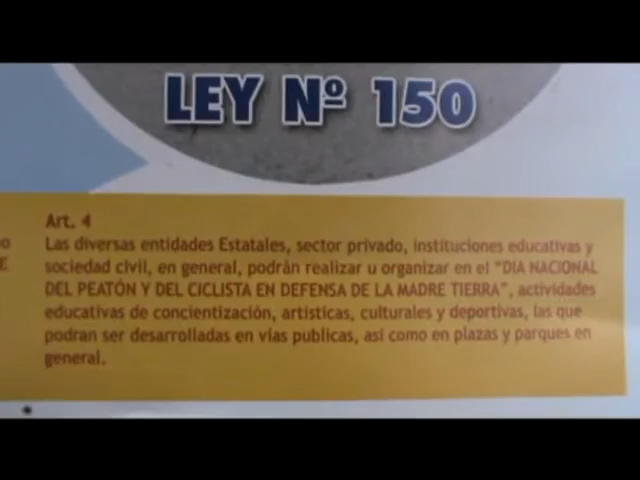 LEY Nº 150
Art. 4
Las diversas entidades Estatales, sector privado, instituciones educativas y
sociedad civil, en general, podrán realizar u organizar en el "DIA NACIONAL
DEL PEATÓN Y DEL CICLISTA EN DEFENSA DE LA MADRE TIERRA", actividades
educativas de concientización, artísticas, culturales y deportivas, las que
podran ser desarrolladas en vías publicas, así como en plazas y parques en
general.